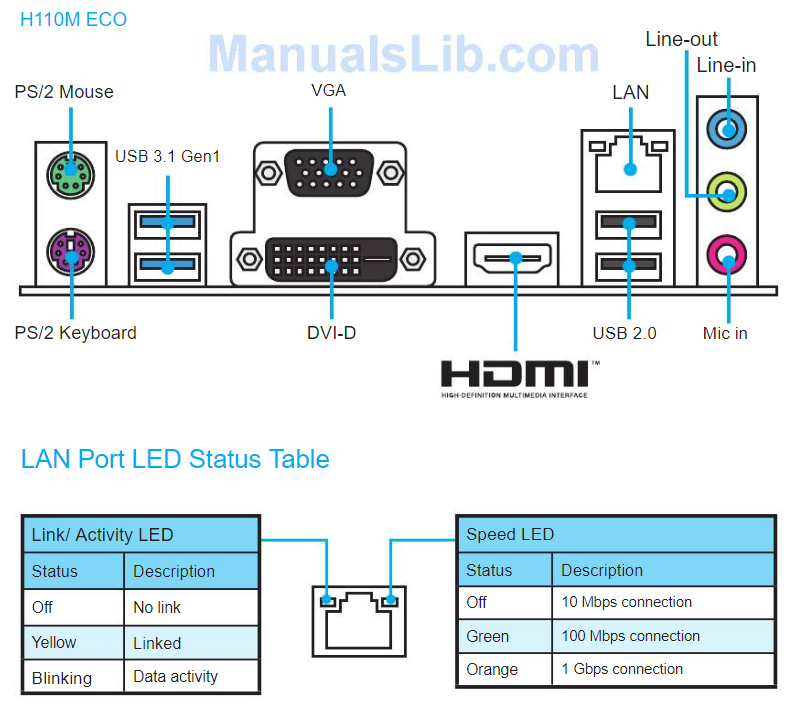 H110M ECO
ManualsLib.com
Line-out
Line-in
PS/2 Mouse
VGA
LAN
USB 3.1 Gen1
PS/2 Keyboard
DVI-D
USB 2.0
Mic in
HDMI™
HIGH-DEFINITION MULTIMEDIA INTERFACE
LAN Port LED Status Table
Link/ Activity LED
Status Description
Off No link
Yellow Linked
Blinking Data activity
Speed LED
Status Description
Off 10 Mbps connection
Green 100 Mbps connection
Orange 1 Gbps connection